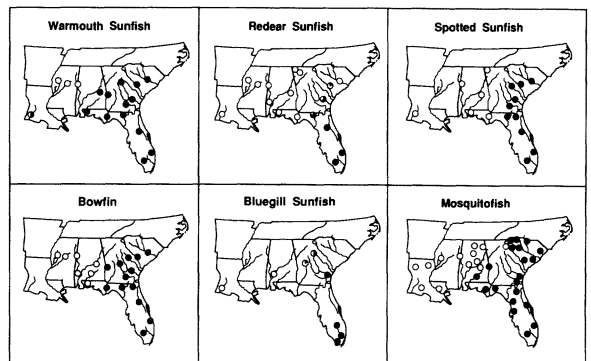 Warmouth Sunfish
Redear Sunfish
Spotted Sunfish
Bowfin
Bluegill Sunfish
Mosquitofish